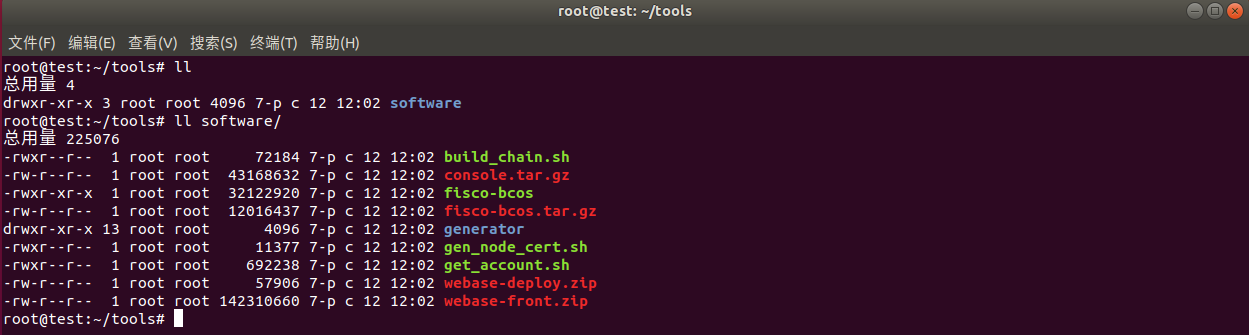 root@test: ~/tools
文件(F) 编辑(E) 查看(V) 搜索(S) 终端(T) 帮助(H)
root@test:~/tools# ll
总用量 4
drwxr-xr-x 3 root root 4096 7-p c 12 12:02 software
root@test:~/tools# ll software/
总用量 225076
-rwxr--r--  1 root root     72184 7-p c 12 12:02 build_chain.sh
-rw-r--r--  1 root root  43168632 7-p c 12 12:02 console.tar.gz
-rwxr-xr-x  1 root root  32122920 7-p c 12 12:02 fisco-bcos
-rw-r--r--  1 root root  12016437 7-p c 12 12:02 fisco-bcos.tar.gz
drwxr-xr-x 13 root root      4096 7-p c 12 12:02 generator
-rwxr--r--  1 root root     11377 7-p c 12 12:02 gen_node_cert.sh
-rwxr--r--  1 root root    692238 7-p c 12 12:02 get_account.sh
-rw-r--r--  1 root root     57906 7-p c 12 12:02 webase-deploy.zip
-rw-r--r--  1 root root 142310660 7-p c 12 12:02 webase-front.zip
root@test:~/tools#